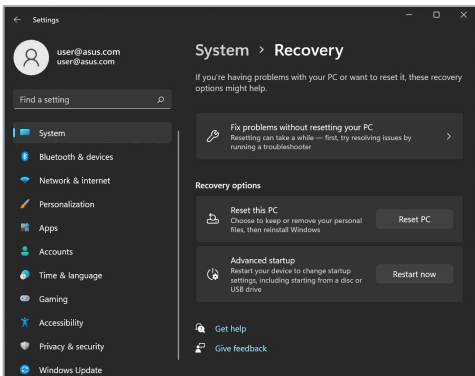 Settings
user@asus.com
user@asus.com
Find a setting
System
Bluetooth & devices
Network & internet
Personalization
Apps
Accounts
Time & language
Gaming
Accessibility
Privacy & security
Windows Update
System > Recovery
If you're having problems with your PC or want to reset it, these recovery
options might help.
Fix problems without resetting your PC
Resetting can take a while — first, try resolving issues by
running a troubleshooter
Recovery options
Reset this PC
Choose to keep or remove your personal
files, then reinstall Windows
Reset PC
Advanced startup
Restart your device to change startup
settings, including starting from a disc or
USB drive
Restart now
Get help
Give feedback